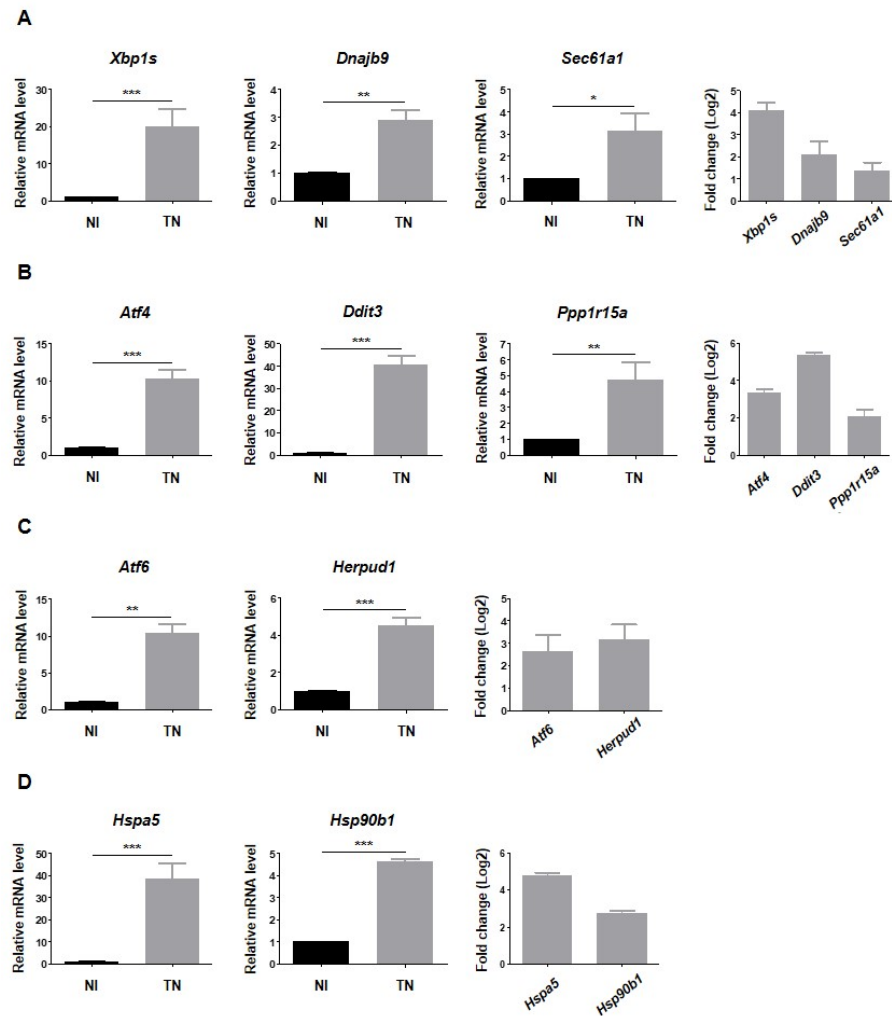 A
Xbp1s
Dnajb9
Sec61a1
Relative mRNA level
30
20
10
0
***
NI
TN
Relative mRNA level
4
3
2
1
0
**
NI
TN
Relative mRNA level
5
4
3
2
1
0
*
NI
TN
Fold change (Log2)
5
4
3
2
1
0
Xbp1s
Dnajb9
Sec61a1
B
Atf4
Ddit3
Ppp1r15a
Relative mRNA level
15
10
5
0
***
NI
TN
Relative mRNA level
50
40
30
20
10
0
***
NI
TN
Relative mRNA level
7
6
5
4
3
2
1
0
**
NI
TN
Fold change (Log2)
6
4
2
0
Atf4
Ddit3
Ppp1r15a
C
Atf6
Herpud1
Relative mRNA level
15
10
5
0
**
NI
TN
Relative mRNA level
6
4
2
0
***
NI
TN
Fold change (Log2)
5
4
3
2
1
0
Atf6
Herpud1
D
Hspa5
Hsp90b1
Relative mRNA level
50
40
30
20
10
0
***
NI
TN
Relative mRNA level
5
4
3
2
1
0
***
NI
TN
Fold change (Log2)
6
4
2
0
Hspa5
Hsp90b1